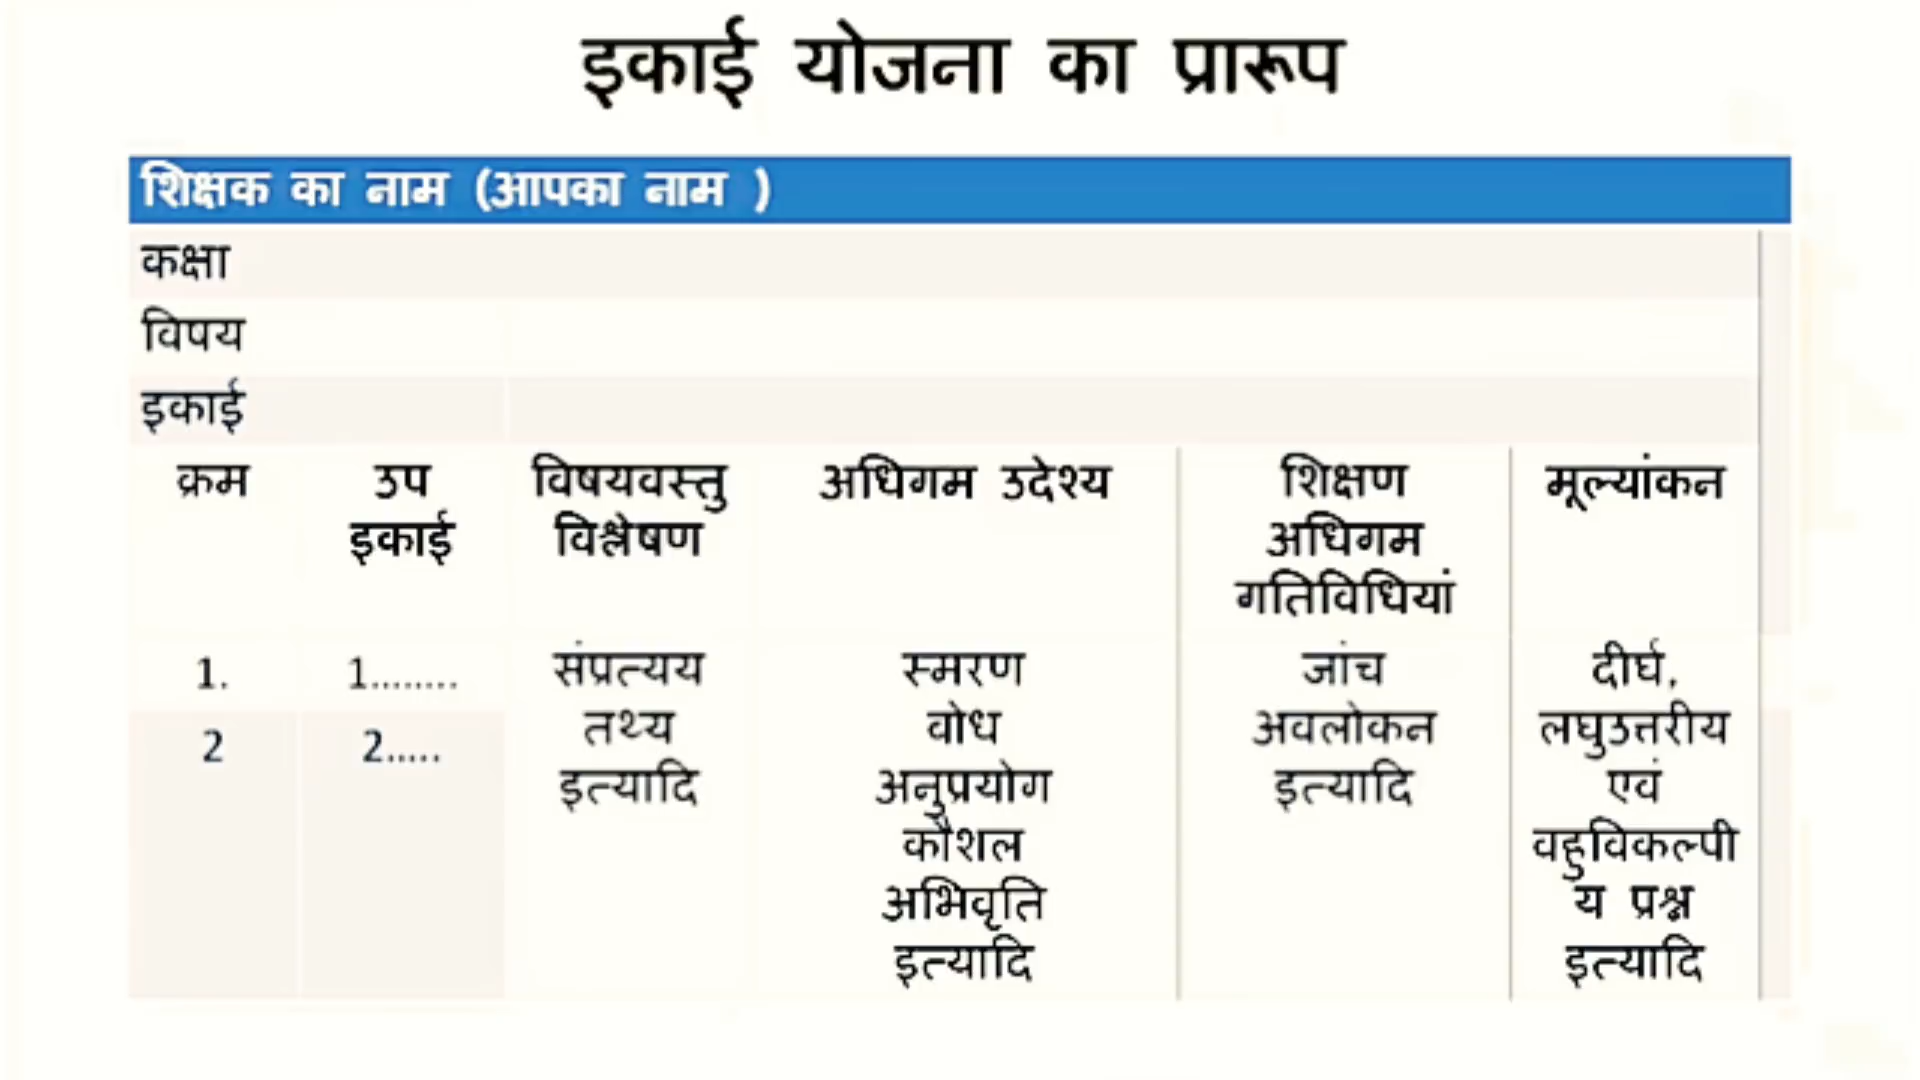 इकाई योजना का प्रारूप
शिक्षक का नाम (आपका नाम )
कक्षा
विषय
इकाई
क्रम उप इकाई विषयवस्तु विश्लेषण अधिगम उदेश्य शिक्षण अधिगम गतिविधियां मूल्यांकन
1. 1........ संप्रत्यय स्मरण जांच दीर्घ,
2 2..... तथ्य वोध अवलोकन लघुउत्तरीय
इत्यादि अनुप्रयोग इत्यादि एवं
कौशल वहुविकल्पी
अभिवृति य प्रश्न
इत्यादि इत्यादि